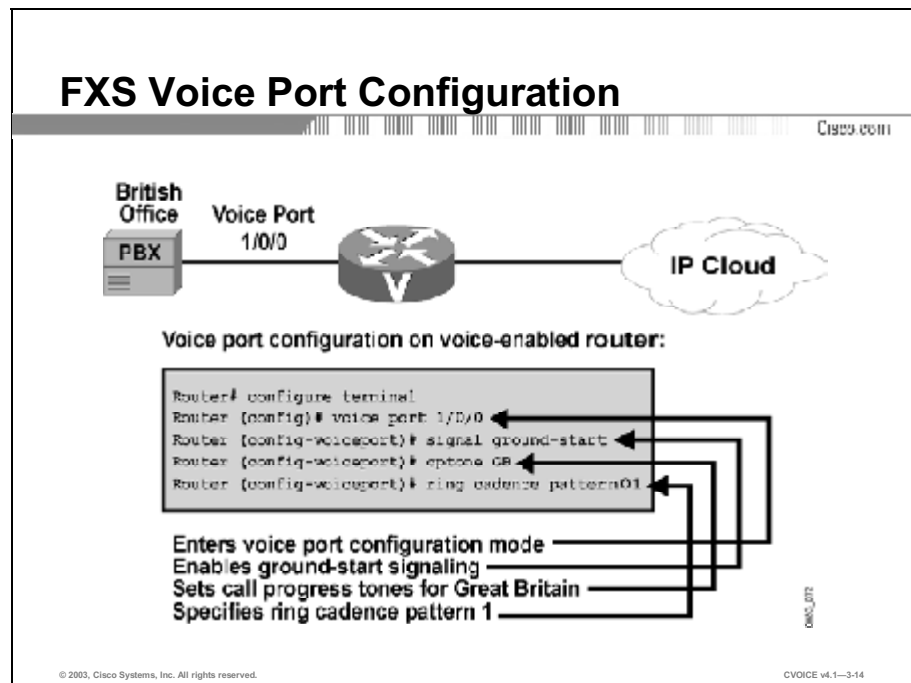 FXS Voice Port Configuration
Cisco.com
British
Office
Voice Port
1/0/0
PBX
V
IP Cloud
Voice port configuration on voice-enabled router:
Router# configure terminal
Router (config)# voice port 1/0/0
Router (config-voiceport)# signal ground-start
Router (config-voiceport)# cptone GB
Router (config-voiceport)# ring cadence pattern01
Enters voice port configuration mode
Enables ground-start signaling
Sets call progress tones for Great Britain
Specifies ring cadence pattern 1
© 2003, Cisco Systems, Inc. All rights reserved.
CVOICE v4.1—3-14